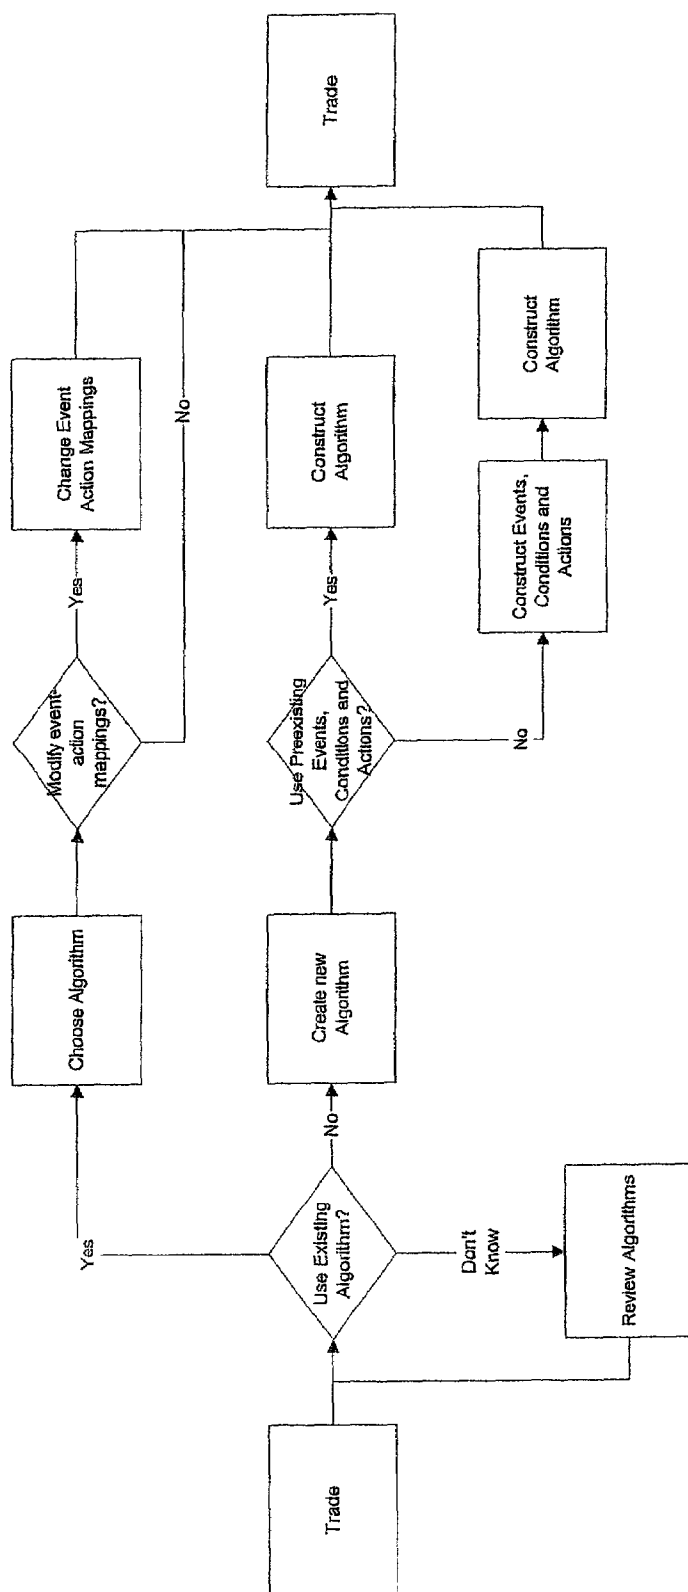 Trade
Use Existing
Algorithm?
Yes
No
Don't
Know
Review Algorithms
Choose Algorithm
Create new
Algorithm
Modify event-
action
mappings?
Yes
No
Use Preexisting
Events,
Conditions and
Actions?
Yes
No
Change Event
Action Mappings
Construct
Algorithm
Construct Events,
Conditions and
Actions
Construct
Algorithm
Trade